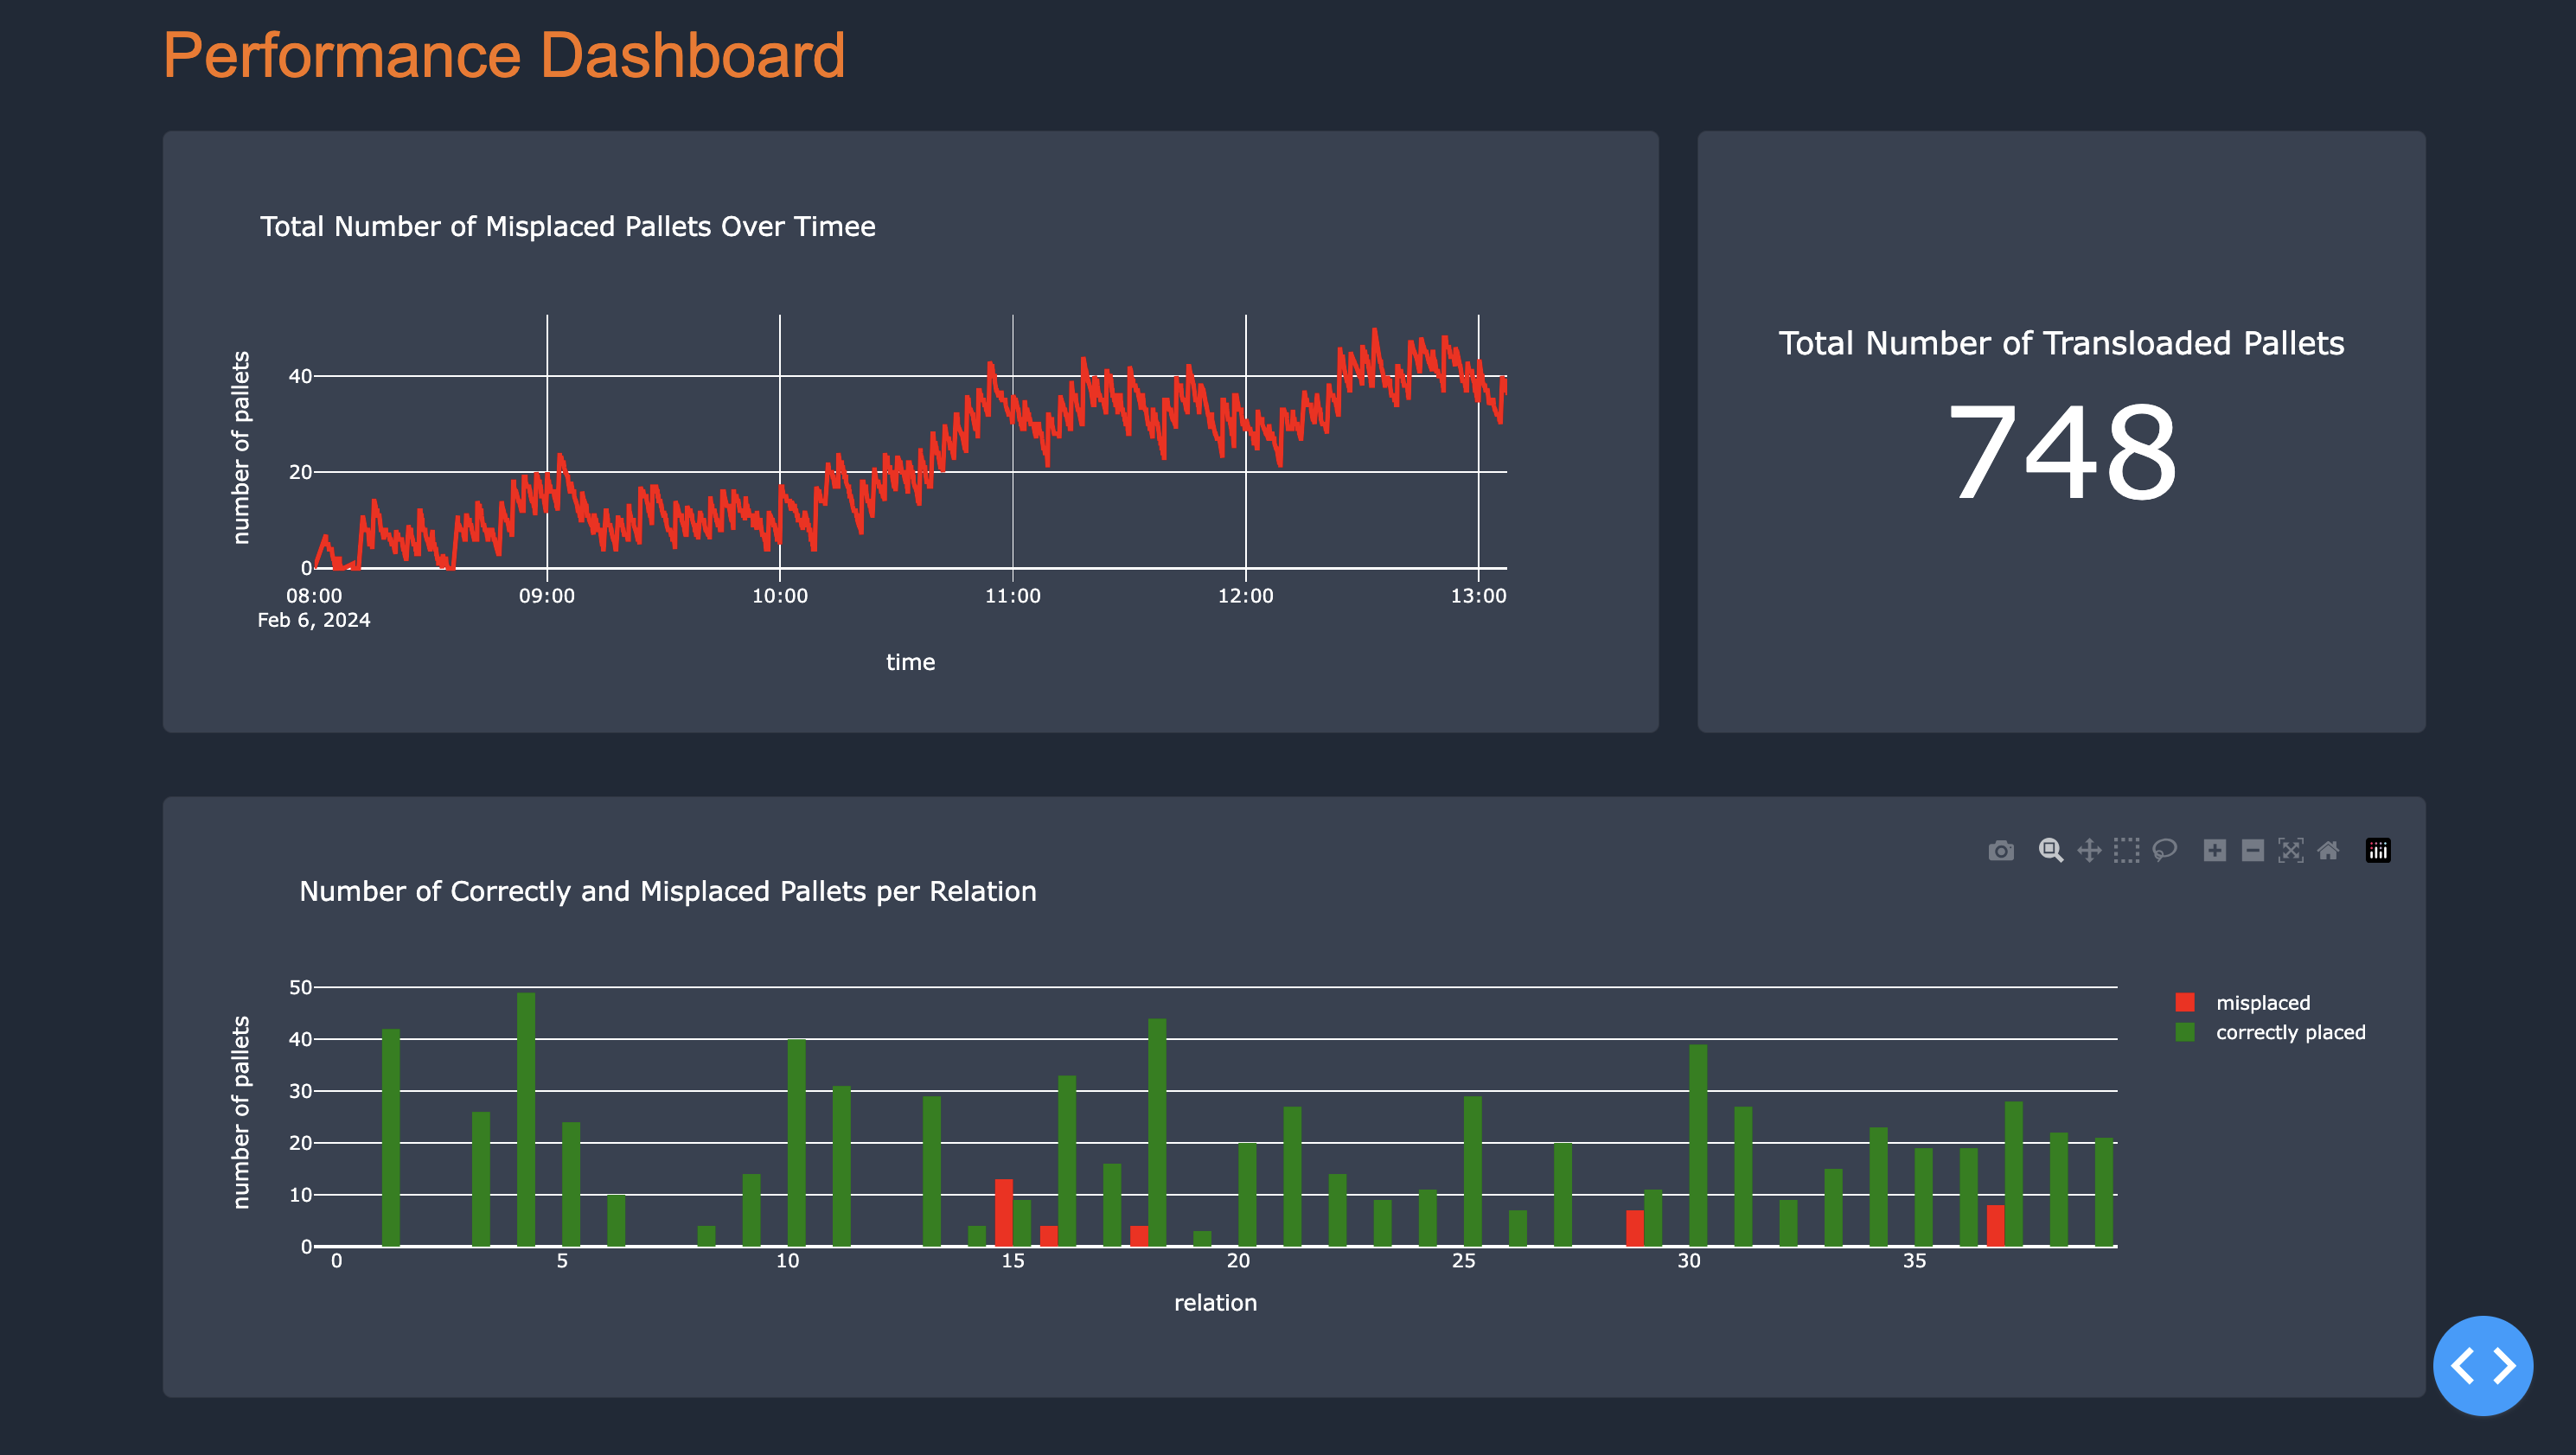 Performance Dashboard
Total Number of Misplaced Pallets Over Timee
number of pallets
40
20
0
08:00 09:00 10:00 11:00 12:00 13:00
Feb 6, 2024
time
Total Number of Transloaded Pallets
748
Number of Correctly and Misplaced Pallets per Relation
number of pallets
50
40
30
20
10
0
0 5 10 15 20 25 30 35
relation
misplaced
correctly placed